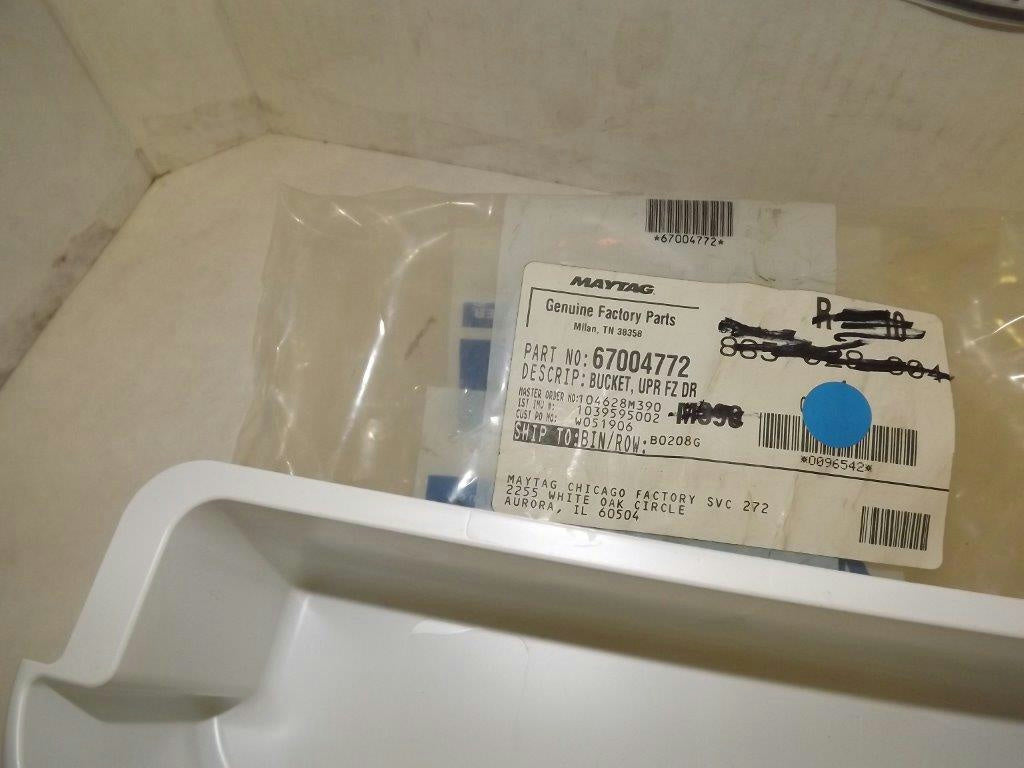 *67004772*
MAYTAG
Genuine Factory Parts
Milan, TN 38358
PART NO: 67004772
DESCRIP: BUCKET, UPR FZ DR
MASTER ORDER NO: 104628M390
1039595002
CUST PO NO: W051906
SHIP TO: BIN/ROW. B0208G
*0096542*
MAYTAG CHICAGO FACTORY SVC 272
2255 WHITE OAK CIRCLE
AURORA, IL 60504